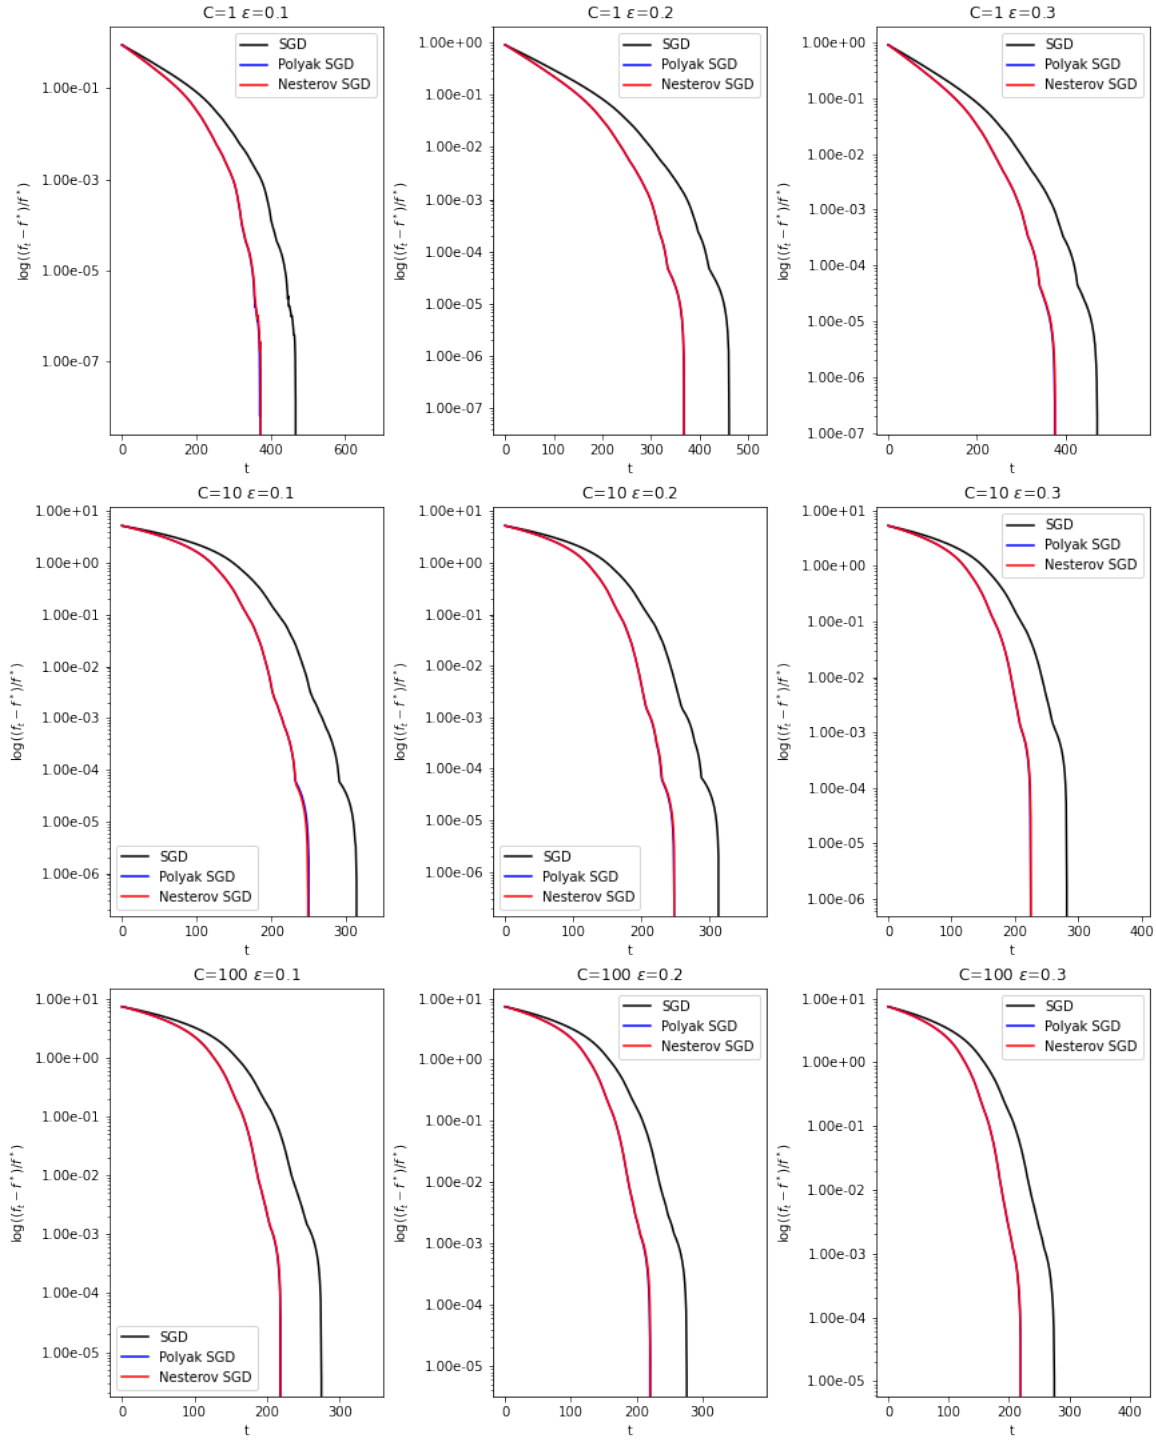 C=1 ε=0.1
SGD
Polyak SGD
Nesterov SGD
1.00e-01
1.00e-03
1.00e-05
1.00e-07
log((f_t − f*)/f*)
0 200 400 600
t
C=1 ε=0.2
SGD
Polyak SGD
Nesterov SGD
1.00e+00
1.00e-01
1.00e-02
1.00e-03
1.00e-04
1.00e-05
1.00e-06
1.00e-07
log((f_t − f*)/f*)
0 100 200 300 400 500
t
C=1 ε=0.3
SGD
Polyak SGD
Nesterov SGD
1.00e+00
1.00e-01
1.00e-02
1.00e-03
1.00e-04
1.00e-05
1.00e-06
1.00e-07
log((f_t − f*)/f*)
0 200 400
t
C=10 ε=0.1
1.00e+01
1.00e+00
1.00e-01
1.00e-02
1.00e-03
1.00e-04
1.00e-05
1.00e-06
log((f_t − f*)/f*)
SGD
Polyak SGD
Nesterov SGD
0 100 200 300
t
C=10 ε=0.2
1.00e+01
1.00e+00
1.00e-01
1.00e-02
1.00e-03
1.00e-04
1.00e-05
1.00e-06
log((f_t − f*)/f*)
SGD
Polyak SGD
Nesterov SGD
0 100 200 300
t
C=10 ε=0.3
SGD
Polyak SGD
Nesterov SGD
1.00e+01
1.00e+00
1.00e-01
1.00e-02
1.00e-03
1.00e-04
1.00e-05
1.00e-06
log((f_t − f*)/f*)
0 100 200 300 400
t
C=100 ε=0.1
1.00e+01
1.00e+00
1.00e-01
1.00e-02
1.00e-03
1.00e-04
1.00e-05
log((f_t − f*)/f*)
SGD
Polyak SGD
Nesterov SGD
0 100 200 300
t
C=100 ε=0.2
SGD
Polyak SGD
Nesterov SGD
1.00e+01
1.00e+00
1.00e-01
1.00e-02
1.00e-03
1.00e-04
1.00e-05
log((f_t − f*)/f*)
0 100 200 300
t
C=100 ε=0.3
SGD
Polyak SGD
Nesterov SGD
1.00e+01
1.00e+00
1.00e-01
1.00e-02
1.00e-03
1.00e-04
1.00e-05
log((f_t − f*)/f*)
0 100 200 300 400
t